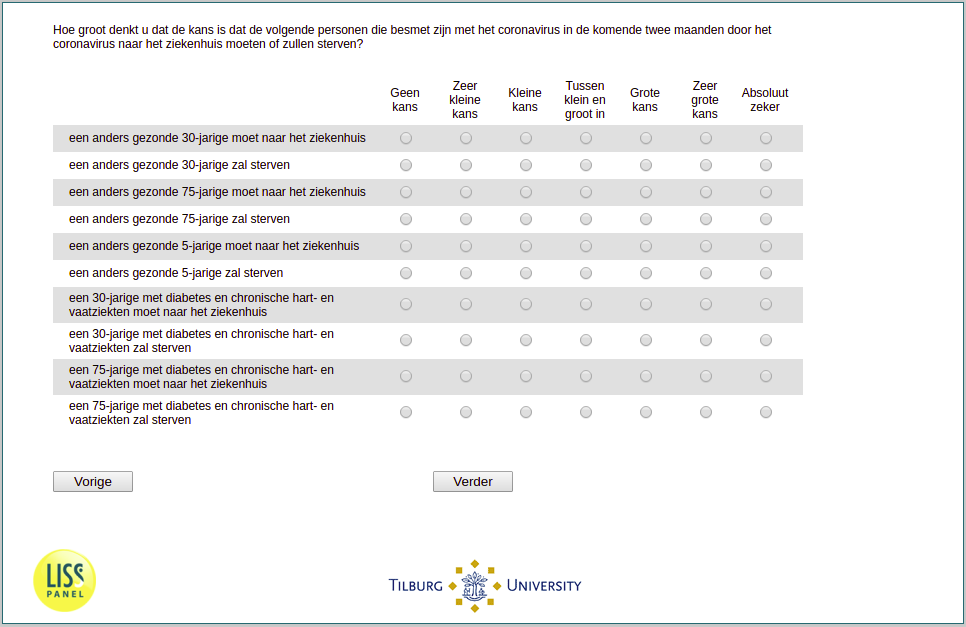 Hoe groot denkt u dat de kans is dat de volgende personen die besmet zijn met het coronavirus in de komende twee maanden door het
coronavirus naar het ziekenhuis moeten of zullen sterven?
Geen
kans
Zeer
kleine
kans
Kleine
kans
Tussen
klein en
groot in
Grote
kans
Zeer
grote
kans
Absoluut
zeker
een anders gezonde 30-jarige moet naar het ziekenhuis
een anders gezonde 30-jarige zal sterven
een anders gezonde 75-jarige moet naar het ziekenhuis
een anders gezonde 75-jarige zal sterven
een anders gezonde 5-jarige moet naar het ziekenhuis
een anders gezonde 5-jarige zal sterven
een 30-jarige met diabetes en chronische hart- en
vaatziekten moet naar het ziekenhuis
een 30-jarige met diabetes en chronische hart- en
vaatziekten zal sterven
een 75-jarige met diabetes en chronische hart- en
vaatziekten moet naar het ziekenhuis
een 75-jarige met diabetes en chronische hart- en
vaatziekten zal sterven
Vorige
Verder
LISS
PANEL
TILBURG UNIVERSITY